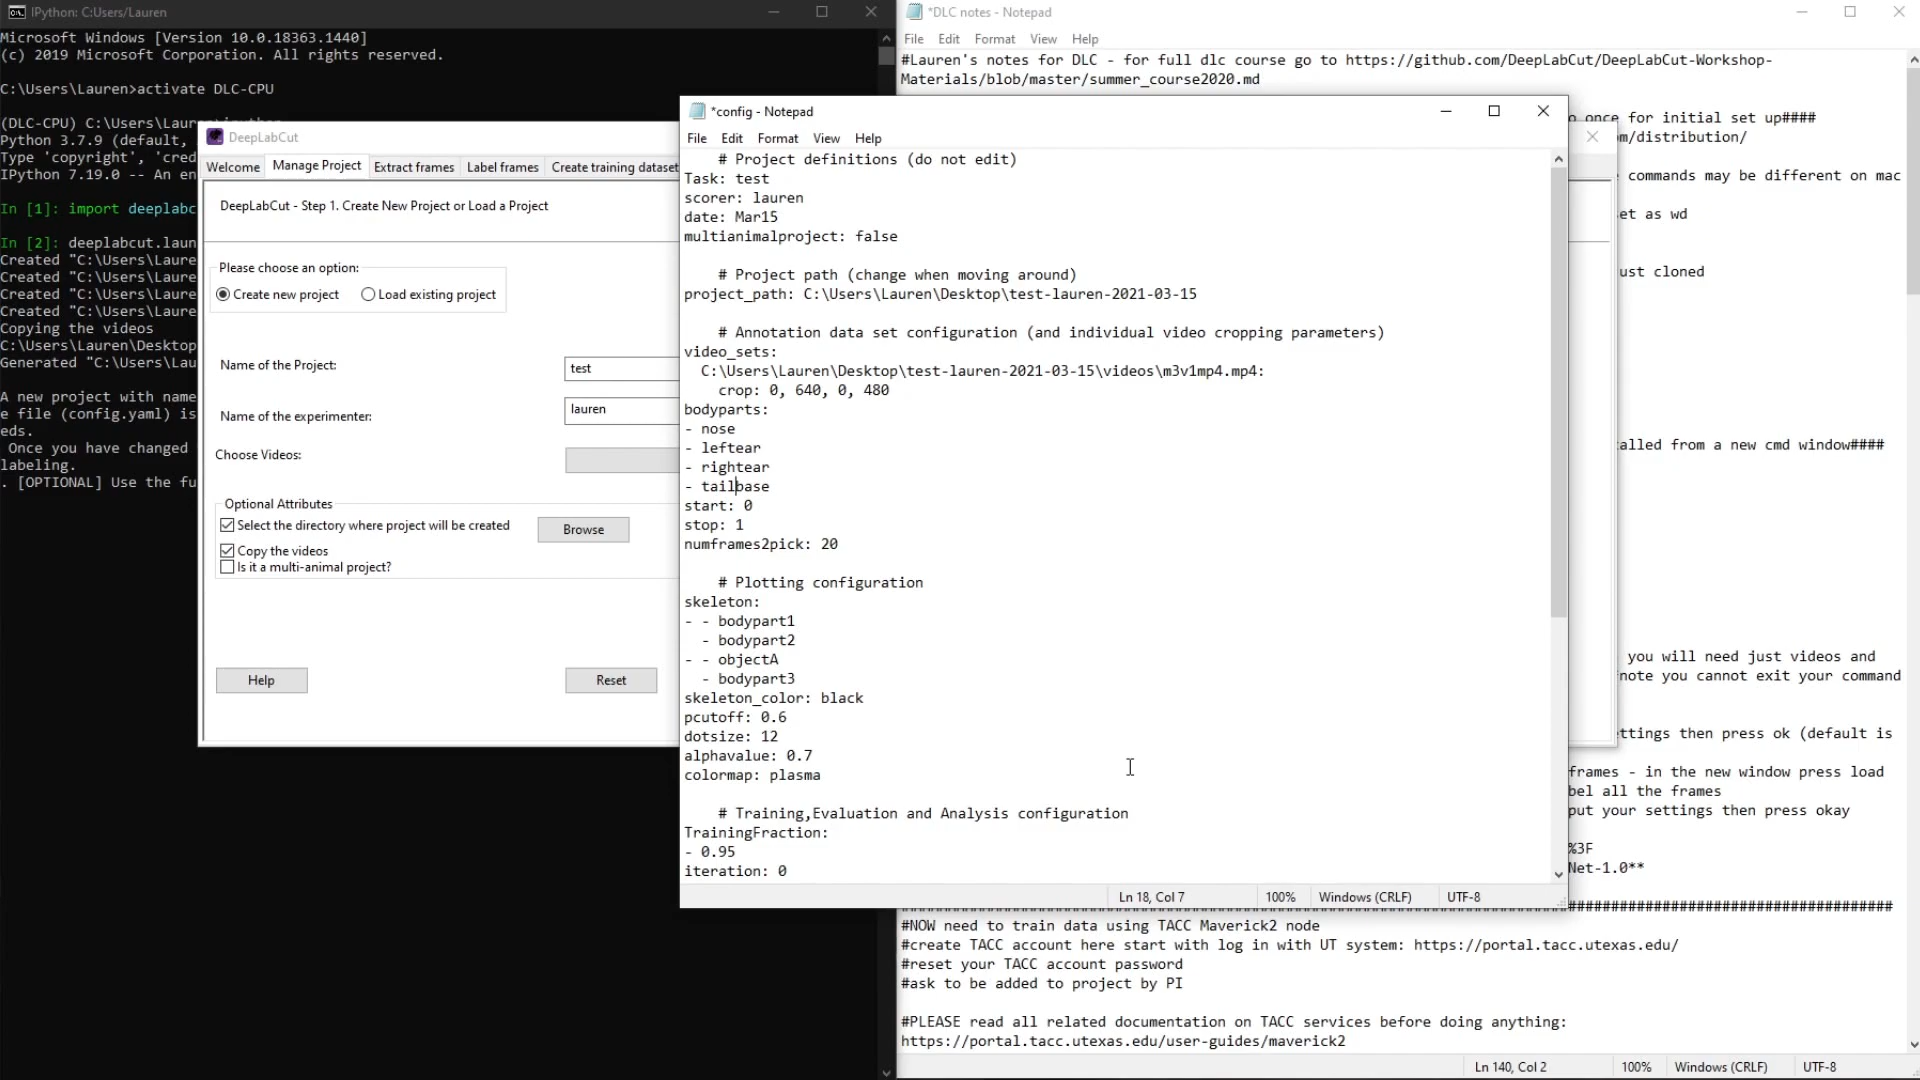 IPython: C:Users/Lauren
Microsoft Windows [Version 10.0.18363.1440]
(c) 2019 Microsoft Corporation. All rights reserved.
C:\Users\Lauren>activate DLC-CPU
(DLC-CPU) C:\Users\Laur
Python 3.7.9 (default,
Type 'copyright', 'cred
IPython 7.19.0 -- An en
In [1]: import deeplabc
In [2]: deeplabcut.laun
Created "C:\Users\Laure
Created "C:\Users\Laure
Created "C:\Users\Laure
Created "C:\Users\Laure
Copying the videos
C:\Users\Lauren\Desktop
Generated "C:\Users\Lau
A new project with name
e file (config.yaml) is
eds.
Once you have changed
labeling.
. [OPTIONAL] Use the fu
DeepLabCut
Welcome Manage Project Extract frames Label frames Create training dataset
DeepLabCut - Step 1. Create New Project or Load a Project
Please choose an option:
Create new project Load existing project
Name of the Project: test
Name of the experimenter: lauren
Choose Videos:
Optional Attributes
Select the directory where project will be created Browse
Copy the videos
Is it a multi-animal project?
Help Reset
*config - Notepad
File Edit Format View Help
# Project definitions (do not edit)
Task: test
scorer: lauren
date: Mar15
multianimalproject: false
# Project path (change when moving around)
project_path: C:\Users\Lauren\Desktop\test-lauren-2021-03-15
# Annotation data set configuration (and individual video cropping parameters)
video_sets:
C:\Users\Lauren\Desktop\test-lauren-2021-03-15\videos\m3v1mp4.mp4:
crop: 0, 640, 0, 480
bodyparts:
- nose
- leftear
- rightear
- tailbase
start: 0
stop: 1
numframes2pick: 20
# Plotting configuration
skeleton:
- - bodypart1
- bodypart2
- - objectA
- bodypart3
skeleton_color: black
pcutoff: 0.6
dotsize: 12
alphavalue: 0.7
colormap: plasma
# Training,Evaluation and Analysis configuration
TrainingFraction:
- 0.95
iteration: 0
Ln 18, Col 7 100% Windows (CRLF) UTF-8
*DLC notes - Notepad
File Edit Format View Help
#Lauren's notes for DLC - for full dlc course go to https://github.com/DeepLabCut/DeepLabCut-Workshop-
Materials/blob/master/summer_course2020.md
o once for initial set up####
m/distribution/
commands may be different on mac
et as wd
ust cloned
alled from a new cmd window####
you will need just videos and
note you cannot exit your command
ettings then press ok (default is
frames - in the new window press load
bel all the frames
put your settings then press okay
%3F
Net-1.0**
#NOW need to train data using TACC Maverick2 node
#create TACC account here start with log in with UT system: https://portal.tacc.utexas.edu/
#reset your TACC account password
#ask to be added to project by PI
#PLEASE read all related documentation on TACC services before doing anything:
https://portal.tacc.utexas.edu/user-guides/maverick2
Ln 140, Col 2 100% Windows (CRLF) UTF-8